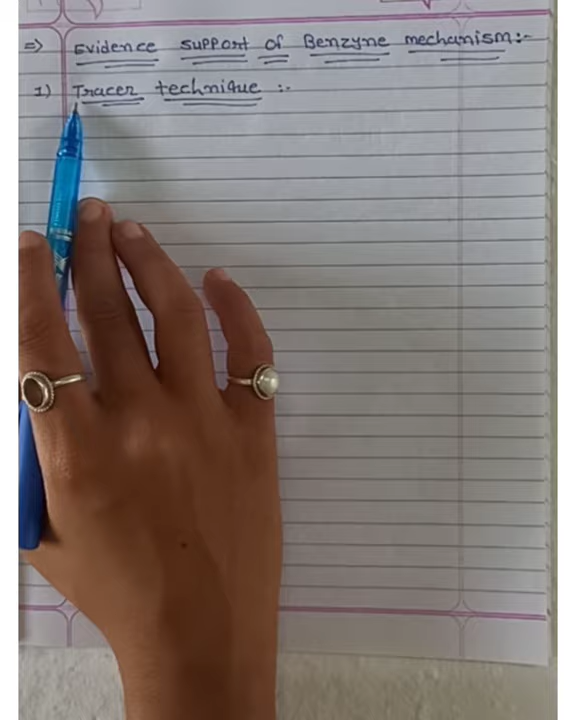 => Evidence support of Benzyne mechanism:-
1) Tracer technique :-